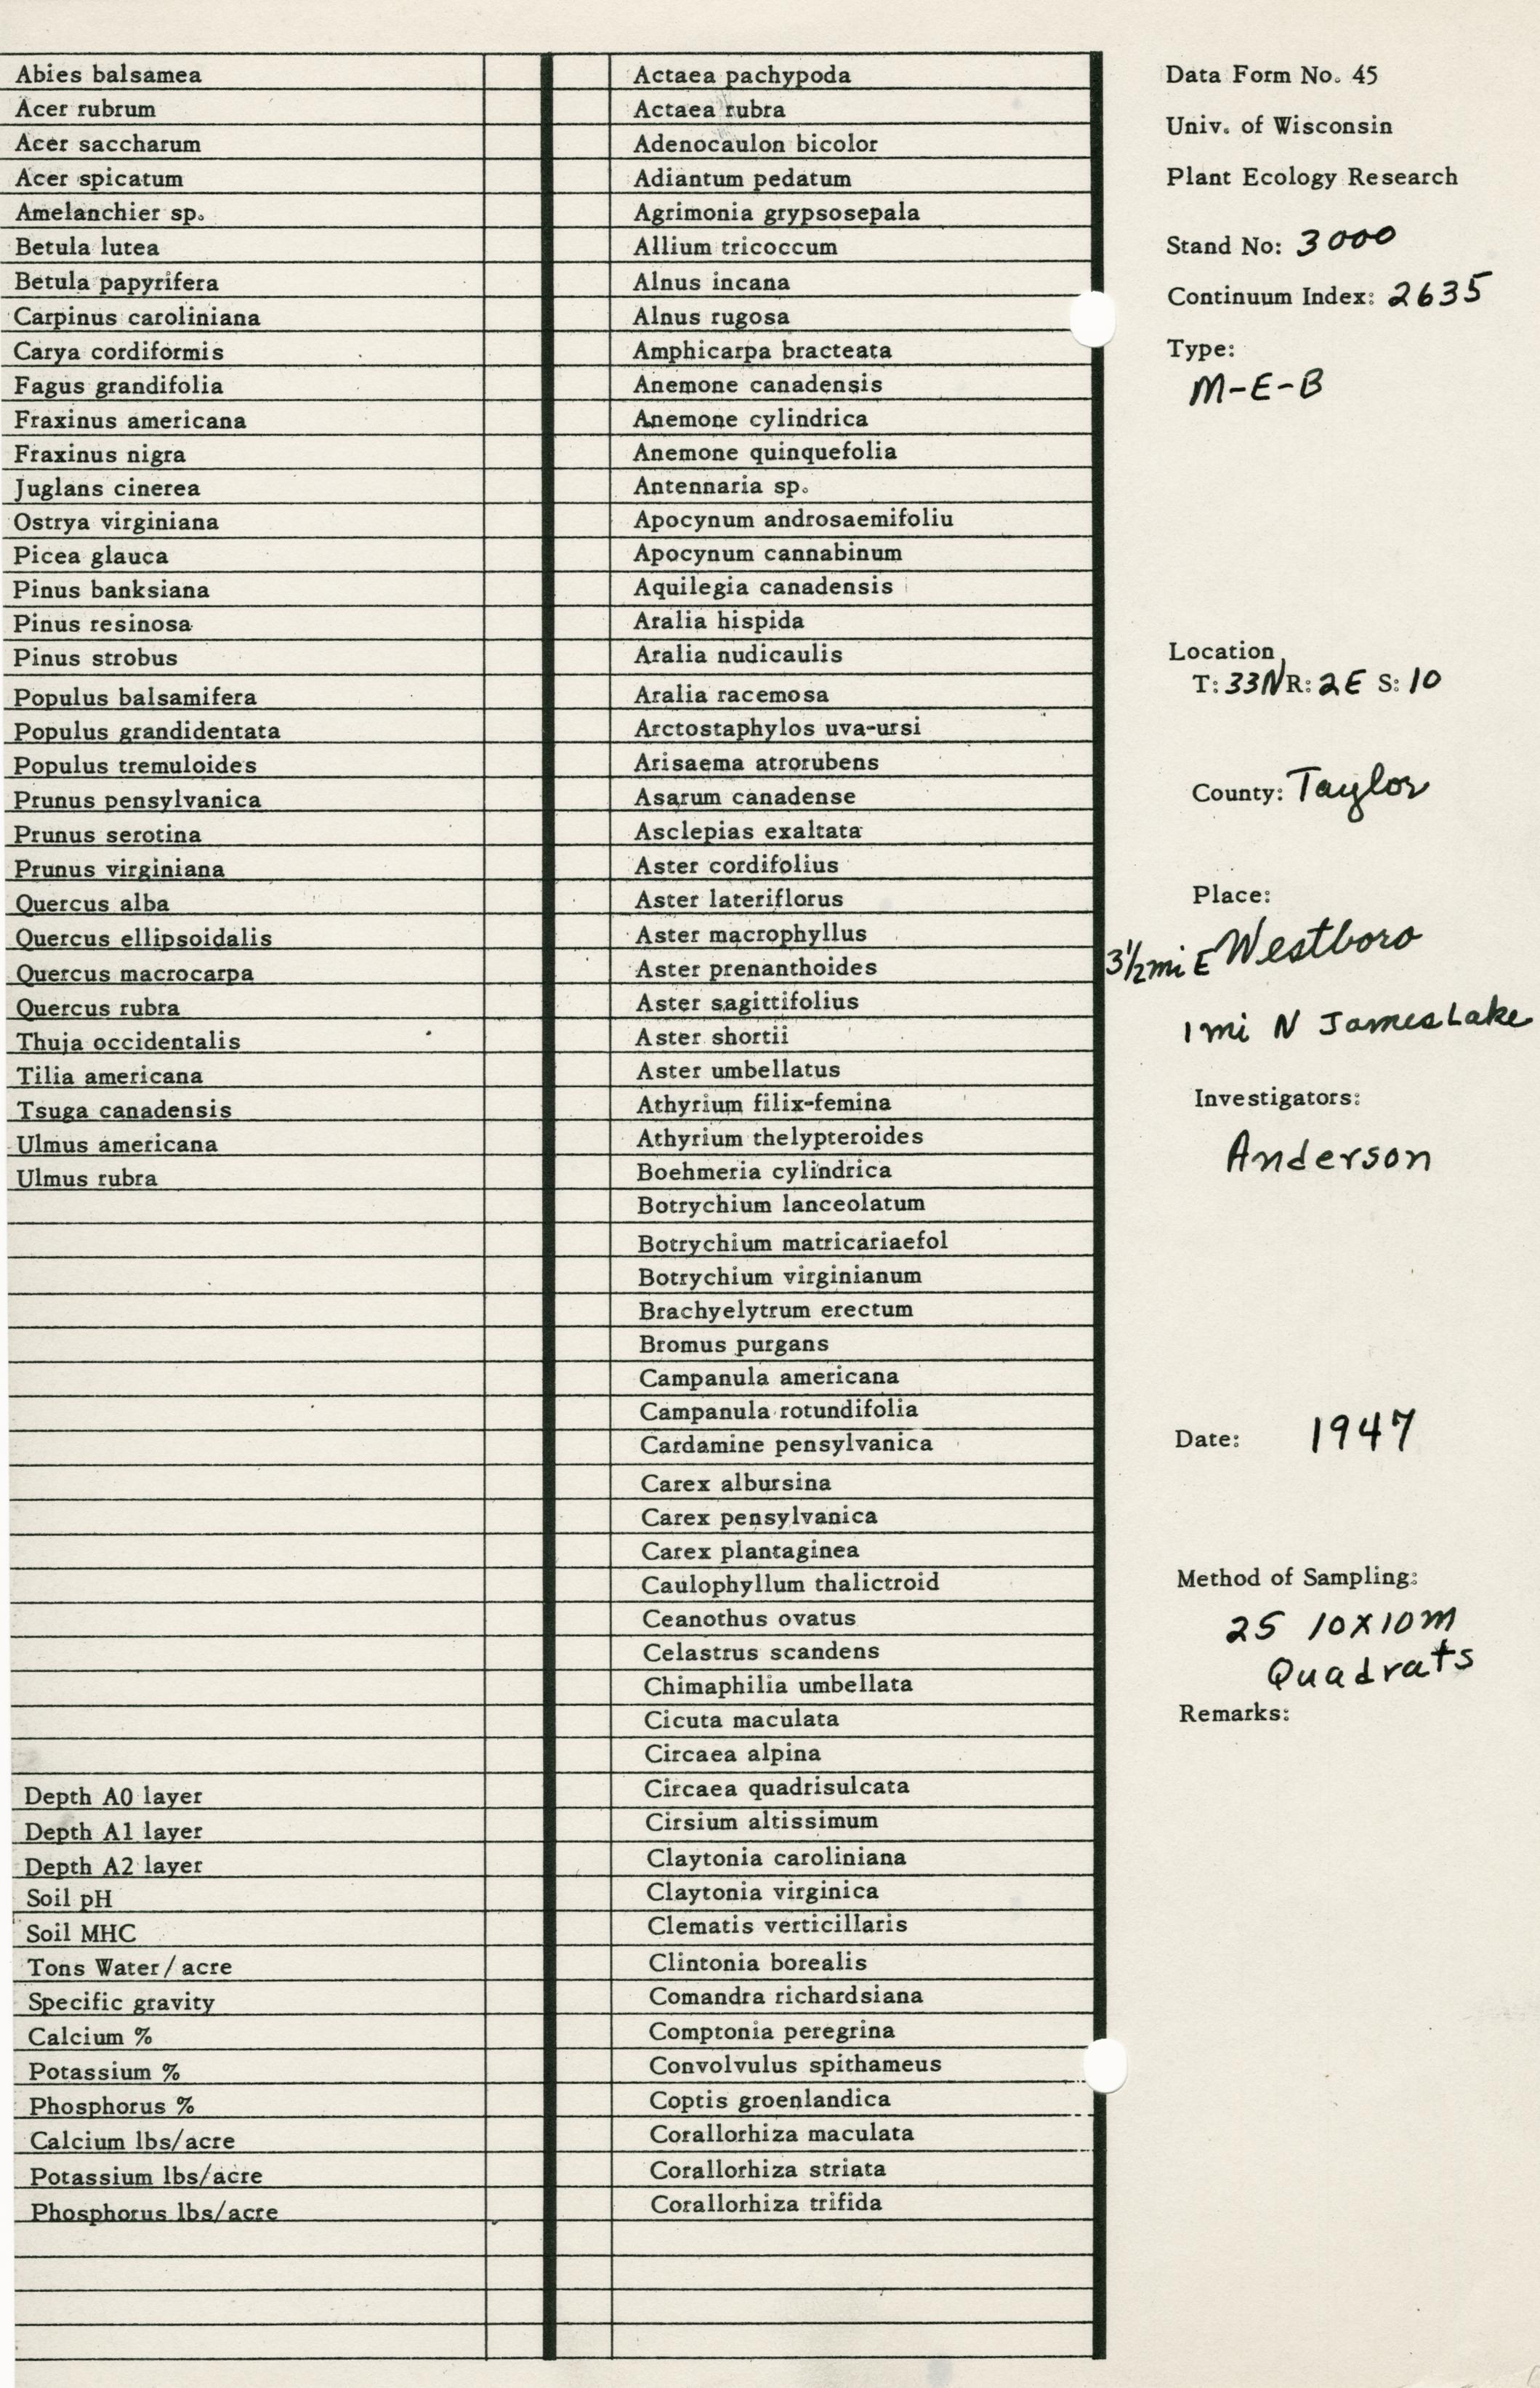 Abies balsamea
Acer rubrum
Acer saccharum
Acer spicatum
Amelanchier sp.
Betula lutea
Betula papyrifera
Carpinus caroliniana
Carya cordiformis
Fagus grandifolia
Fraxinus americana
Fraxinus nigra
Juglans cinerea
Ostrya virginiana
Picea glauca
Pinus banksiana
Pinus resinosa
Pinus strobus
Populus balsamifera
Populus grandidentata
Populus tremuloides
Prunus pensylvanica
Prunus serotina
Prunus virginiana
Quercus alba
Quercus ellipsoidalis
Quercus macrocarpa
Quercus rubra
Thuja occidentalis
Tilia americana
Tsuga canadensis
Ulmus americana
Ulmus rubra
Depth A0 layer
Depth A1 layer
Depth A2 layer
Soil pH
Soil MHC
Tons Water/acre
Specific gravity
Calcium %
Potassium %
Phosphorus %
Calcium lbs/acre
Potassium lbs/acre
Phosphorus lbs/acre
Actaea pachypoda
Actaea rubra
Adenocaulon bicolor
Adiantum pedatum
Agrimonia grypsosepala
Allium tricoccum
Alnus incana
Alnus rugosa
Amphicarpa bracteata
Anemone canadensis
Anemone cylindrica
Anemone quinquefolia
Antennaria sp.
Apocynum androsaemifoliu
Apocynum cannabinum
Aquilegia canadensis
Aralia hispida
Aralia nudicaulis
Aralia racemosa
Arctostaphylos uva-ursi
Arisaema atrorubens
Asarum canadense
Asclepias exaltata
Aster cordifolius
Aster lateriflorus
Aster macrophyllus
Aster prenanthoides
Aster sagittifolius
Aster shortii
Aster umbellatus
Athyrium filix-femina
Athyrium thelypteroides
Boehmeria cylindrica
Botrychium lanceolatum
Botrychium matricariaefol
Botrychium virginianum
Brachyelytrum erectum
Bromus purgans
Campanula americana
Campanula rotundifolia
Cardamine pensylvanica
Carex albursina
Carex pensylvanica
Carex plantaginea
Caulophyllum thalictroid
Ceanothus ovatus
Celastrus scandens
Chimaphilia umbellata
Cicuta maculata
Circaea alpina
Circaea quadrisulcata
Cirsium altissimum
Claytonia caroliniana
Claytonia virginica
Clematis verticillaris
Clintonia borealis
Comandra richardsiana
Comptonia peregrina
Convolvulus spithameus
Coptis groenlandica
Corallorhiza maculata
Corallorhiza striata
Corallorhiza trifida
Data Form No. 45
Univ. of Wisconsin
Plant Ecology Research
Stand No: 3000
Continuum Index: 2635
Type:
M-E-B
Location
T: 33N R: 2E S: 10
County: Taylor
Place:
3 1/2 mi E Westboro
1 mi N James Lake
Investigators:
Anderson
Date: 1947
Method of Sampling:
25 10x10m
Quadrats
Remarks: